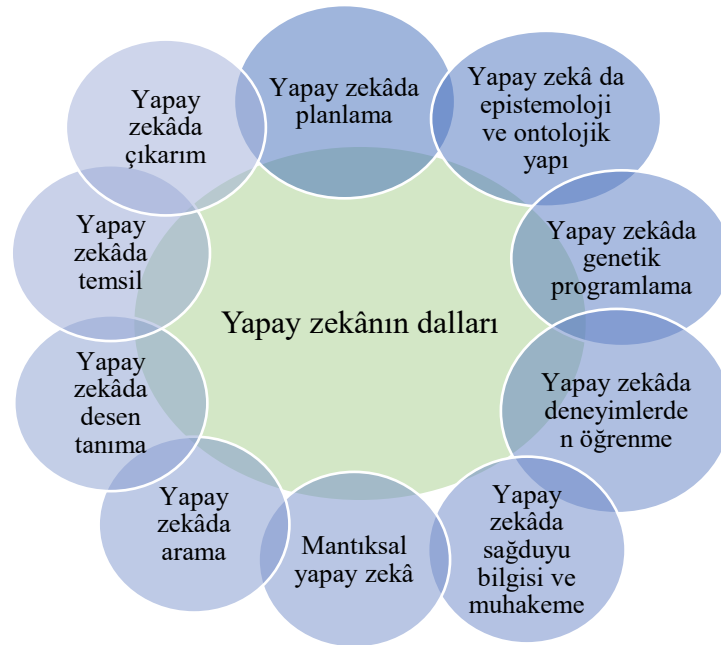 Yapay zekâda
planlama
Yapay zekâ da
epistemoloji
ve ontolojik
yapı
Yapay zekâda
genetik
programlama
Yapay zekâda
deneyimlerde
n öğrenme
Yapay
zekâda
sağduyu
bilgisi ve
muhakeme
Mantıksal
yapay zekâ
Yapay
zekâda
arama
Yapay
zekâda
desen
tanıma
Yapay
zekâda
temsil
Yapay
zekâda
çıkarım
Yapay zekânın dalları